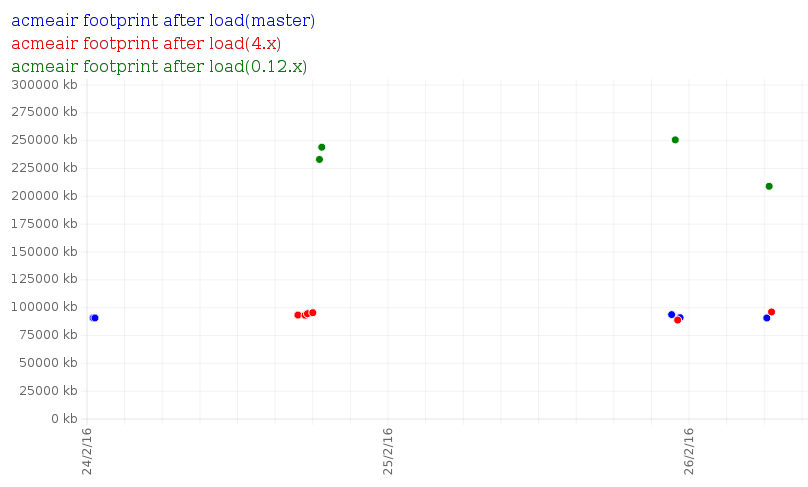 acmeair footprint after load(master)
acmeair footprint after load(4.x)
acmeair footprint after load(0.12.x)
300000 kb
275000 kb
250000 kb
225000 kb
200000 kb
175000 kb
150000 kb
125000 kb
100000 kb
75000 kb
50000 kb
25000 kb
0 kb
24/2/16
25/2/16
26/2/16